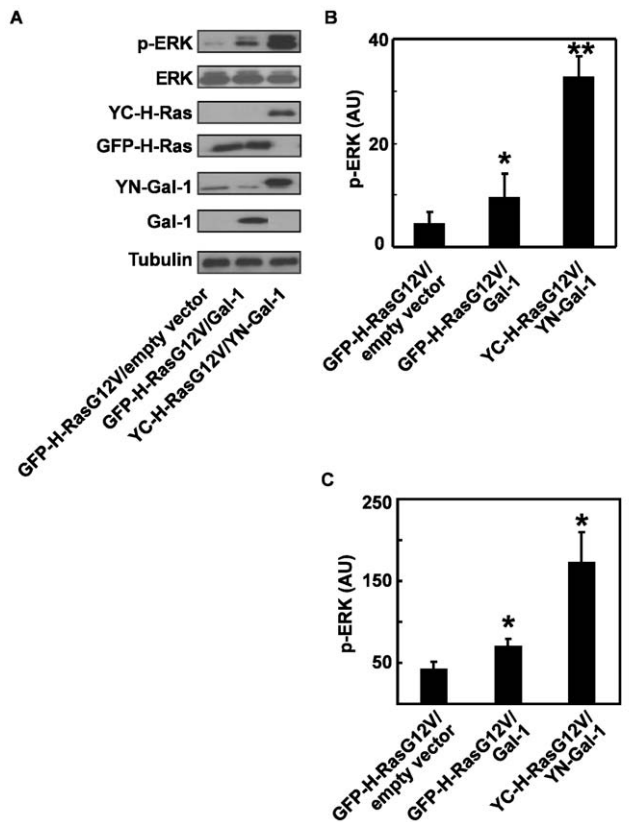 A
p-ERK
ERK
YC-H-Ras
GFP-H-Ras
YN-Gal-1
Gal-1
Tubulin
GFP-H-RasG12V/empty vector
GFP-H-RasG12V/Gal-1
YC-H-RasG12V/YN-Gal-1
B
p-ERK (AU)
40
20
0
*
**
GFP-H-RasG12V/
empty vector
GFP-H-RasG12V/
Gal-1
YC-H-RasG12V/
YN-Gal-1
C
p-ERK (AU)
250
150
50
*
*
GFP-H-RasG12V/
empty vector
GFP-H-RasG12V/
Gal-1
YC-H-RasG12V/
YN-Gal-1